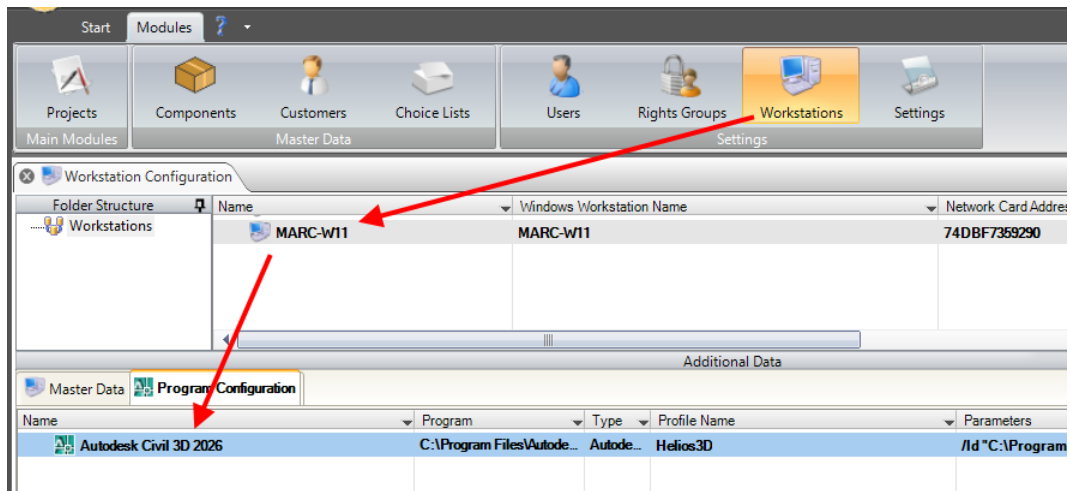 Start Modules
Projects Components Customers Choice Lists Users Rights Groups Workstations Settings
Main Modules Master Data Settings
Workstation Configuration
Folder Structure Name Windows Workstation Name Network Card Addres
Workstations MARC-W11 MARC-W11 74DBF7359290
Additional Data
Master Data Program Configuration
Name Program Type Profile Name Parameters
Autodesk Civil 3D 2026 C:\Program Files\Autode... Autode... Helios3D /ld "C:\Program